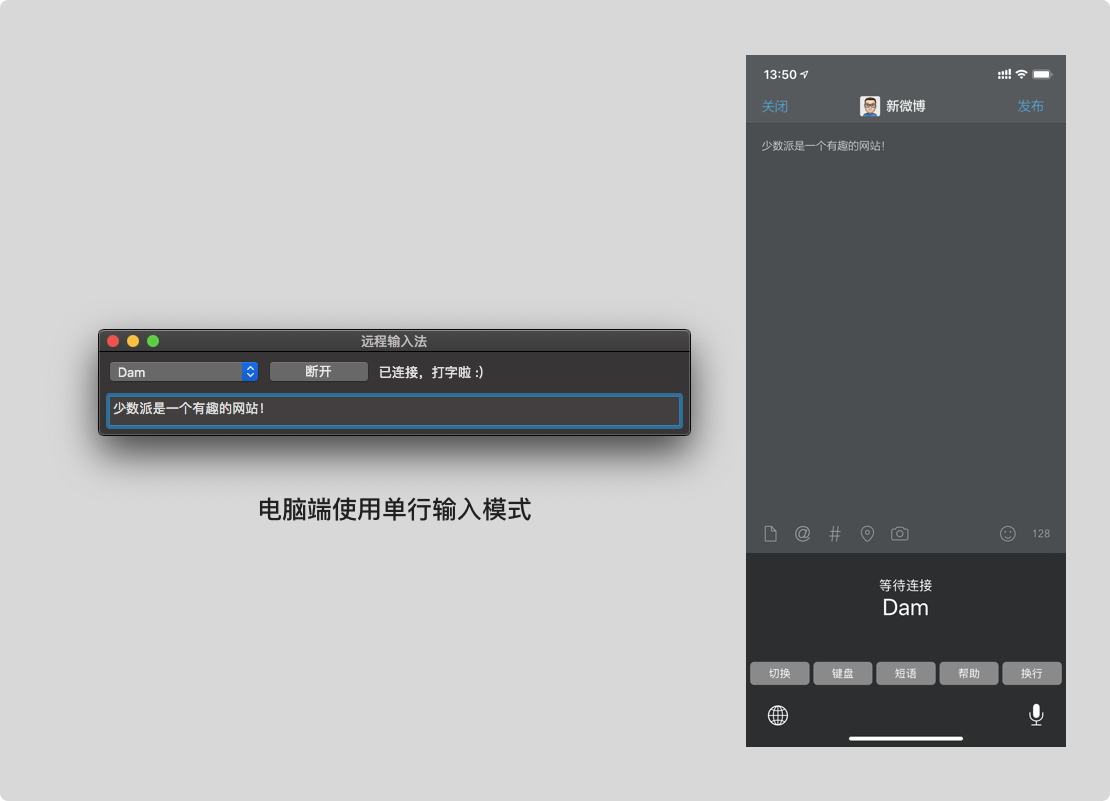 远程输入法
Dam 断开 已连接，打字啦 :)
少数派是一个有趣的网站！
电脑端使用单行输入模式
13:50
关闭 新微博 发布
少数派是一个有趣的网站！
@ # 128
等待连接
Dam
切换 键盘 短语 帮助 换行